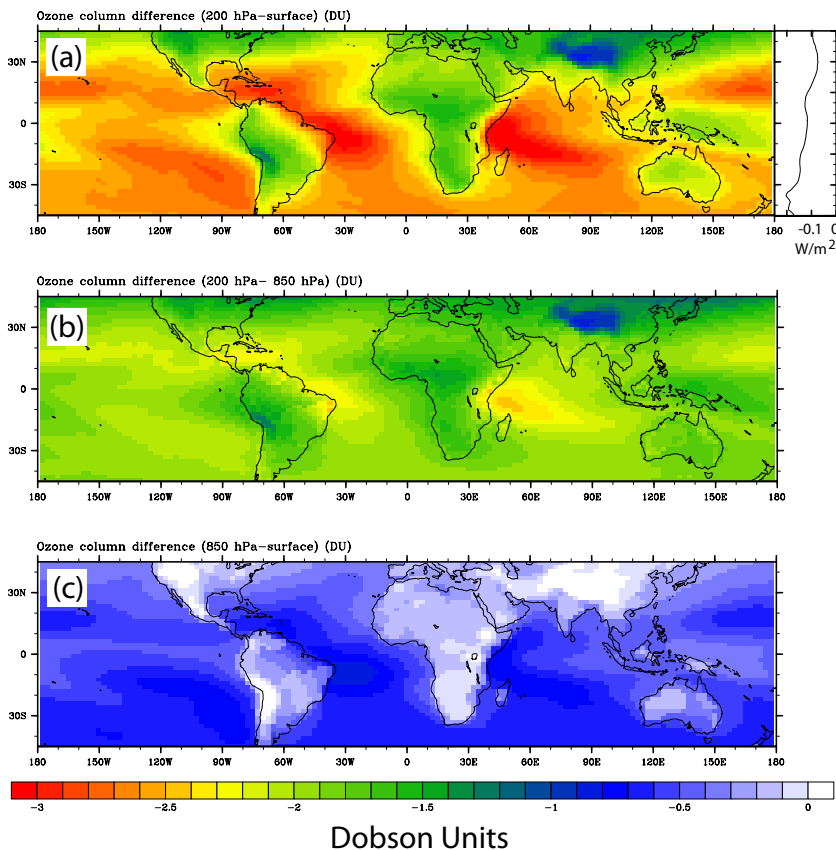 Ozone column difference (200 hPa−surface) (DU)
(a)
30N
0
30S
180 150W 120W 90W 60W 30W 0 30E 60E 90E 120E 150E 180
-0.1 0
W/m²
Ozone column difference (200 hPa− 850 hPa) (DU)
(b)
30N
0
30S
180 150W 120W 90W 60W 30W 0 30E 60E 90E 120E 150E 180
Ozone column difference (850 hPa−surface) (DU)
(c)
30N
0
30S
180 150W 120W 90W 60W 30W 0 30E 60E 90E 120E 150E 180
−3 −2.5 −2 −1.5 −1 −0.5 0
Dobson Units